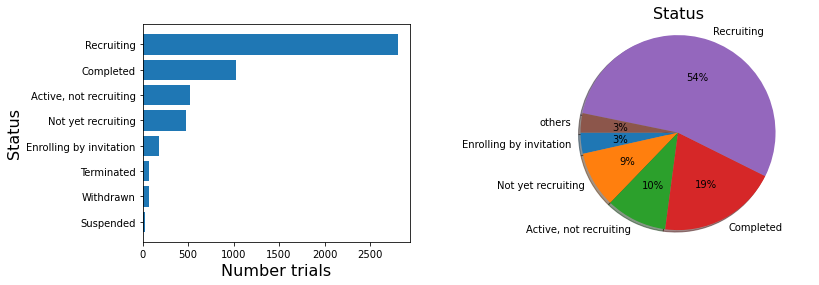 Status
Recruiting
Completed
Active, not recruiting
Not yet recruiting
Enrolling by invitation
Terminated
Withdrawn
Suspended
0 500 1000 1500 2000 2500
Number trials
Status
Recruiting
54%
others
3%
Enrolling by invitation
3%
Not yet recruiting
9%
Active, not recruiting
10%
Completed
19%